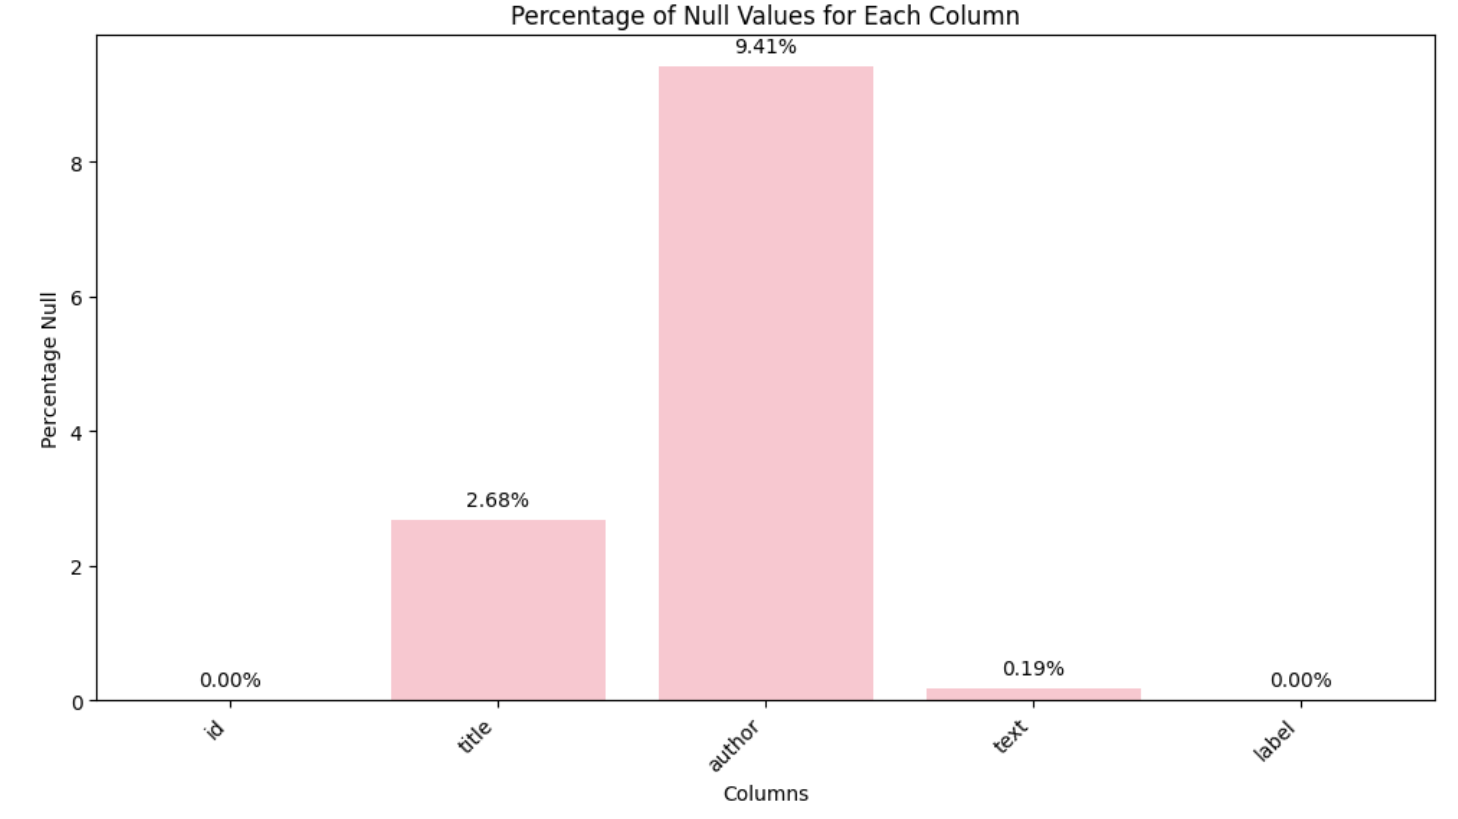 Percentage of Null Values for Each Column
9.41%
8
6
Percentage Null
4
2.68%
2
0.19%
0.00%
0.00%
0
id
title
author
text
label
Columns